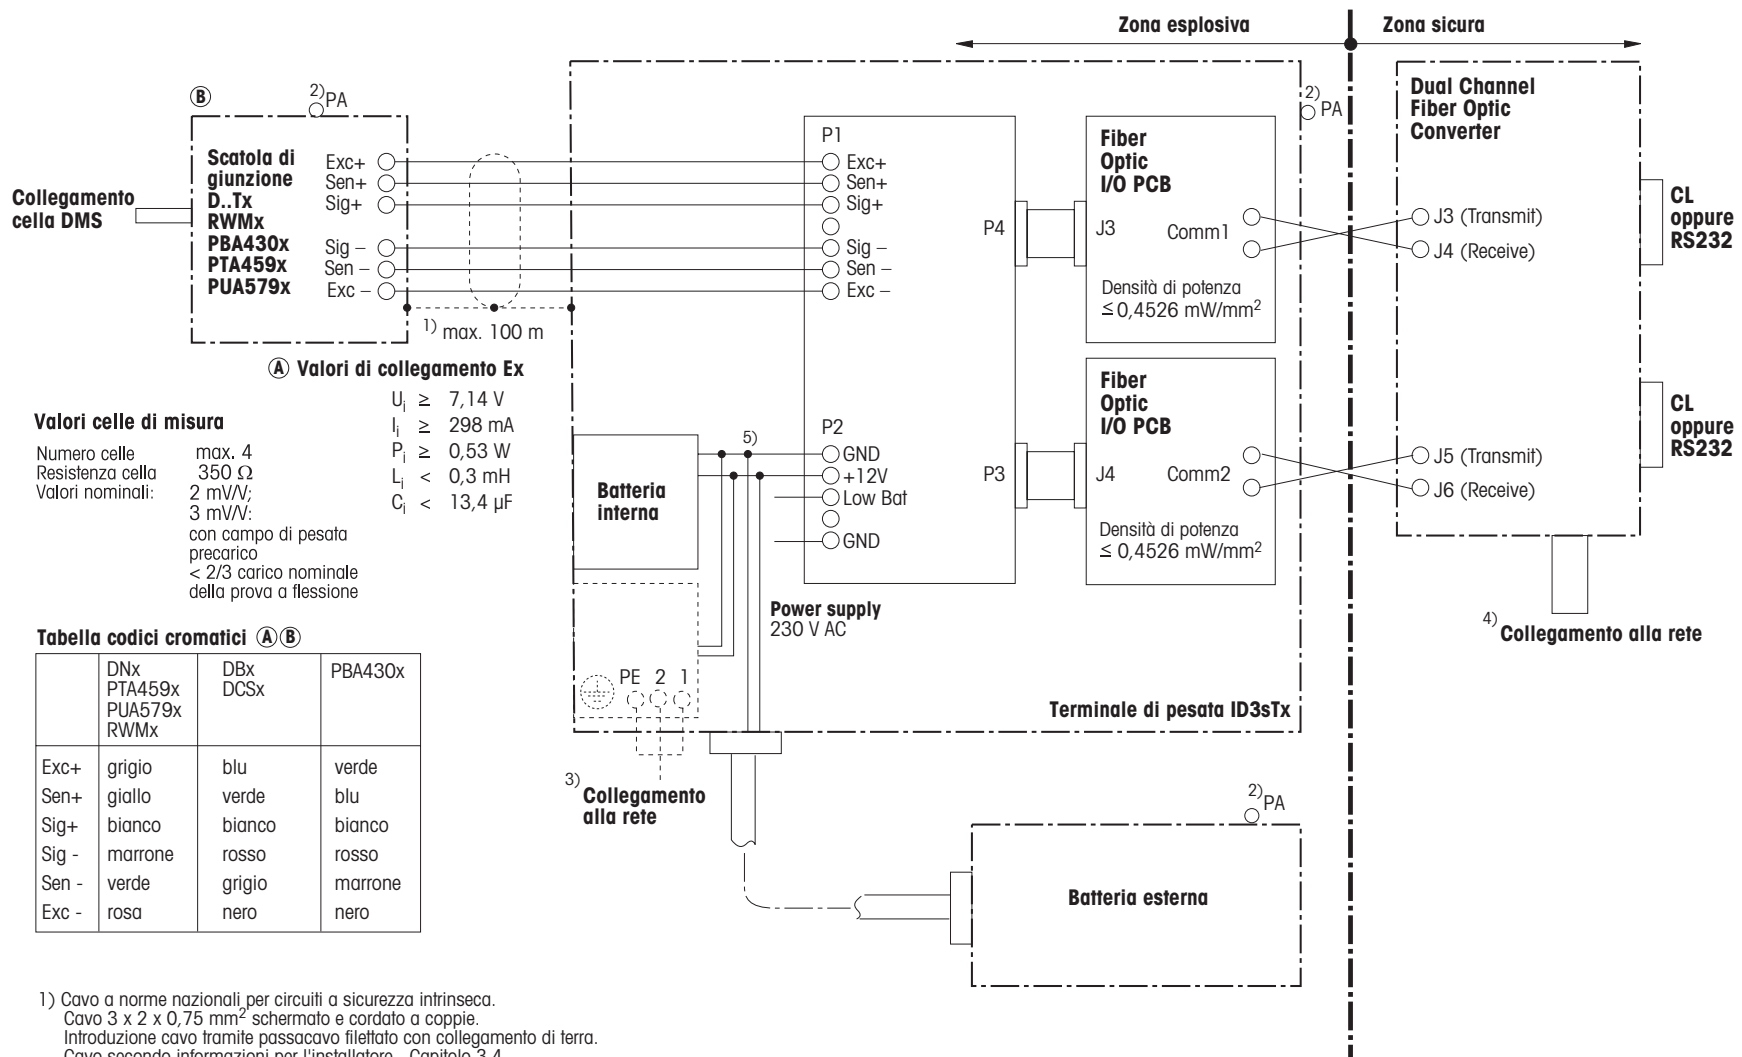 Zona esplosiva
Zona sicura
Ⓑ
2) PA
Scatola di
giunzione
D..Tx
RWMx
PBA430x
PTA459x
PUA579x
Collegamento
cella DMS
Exc+
Sen+
Sig+
Sig –
Sen –
Exc –
1) max. 100 m
P1
Exc+
Sen+
Sig+
Sig –
Sen –
Exc –
P4
Fiber
Optic
I/O PCB
J3
Comm1
Densità di potenza
≤ 0,4526 mW/mm²
2)
PA
Dual Channel
Fiber Optic
Converter
J3 (Transmit)
J4 (Receive)
CL
oppure
RS232
Ⓐ Valori di collegamento Ex
Ui ≥ 7,14 V
Ii ≥ 298 mA
Pi ≥ 0,53 W
Li < 0,3 mH
Ci < 13,4 µF
Valori celle di misura
Numero celle max. 4
Resistenza cella 350 Ω
Valori nominali: 2 mV/V;
3 mV/V:
con campo di pesata
precarico
< 2/3 carico nominale
della prova a flessione
Batteria
interna
5)
P2
GND
+12V
Low Bat
GND
P3
Fiber
Optic
I/O PCB
J4
Comm2
Densità di potenza
≤ 0,4526 mW/mm²
J5 (Transmit)
J6 (Receive)
CL
oppure
RS232
Power supply
230 V AC
PE 2 1
Terminale di pesata ID3sTx
4) Collegamento alla rete
3) Collegamento
alla rete
2) PA
Batteria esterna
Tabella codici cromatici Ⓐ Ⓑ
DNx
PTA459x
PUA579x
RWMx
DBx
DCSx
PBA430x
Exc+ grigio blu verde
Sen+ giallo verde blu
Sig+ bianco bianco bianco
Sig - marrone rosso rosso
Sen - verde grigio marrone
Exc - rosa nero nero
1) Cavo a norme nazionali per circuiti a sicurezza intrinseca.
Cavo 3 x 2 x 0,75 mm² schermato e cordato a coppie.
Introduzione cavo tramite passacavo filettato con collegamento di terra.
Cavo secondo informazioni per l'installatore - Capitolo 3.4